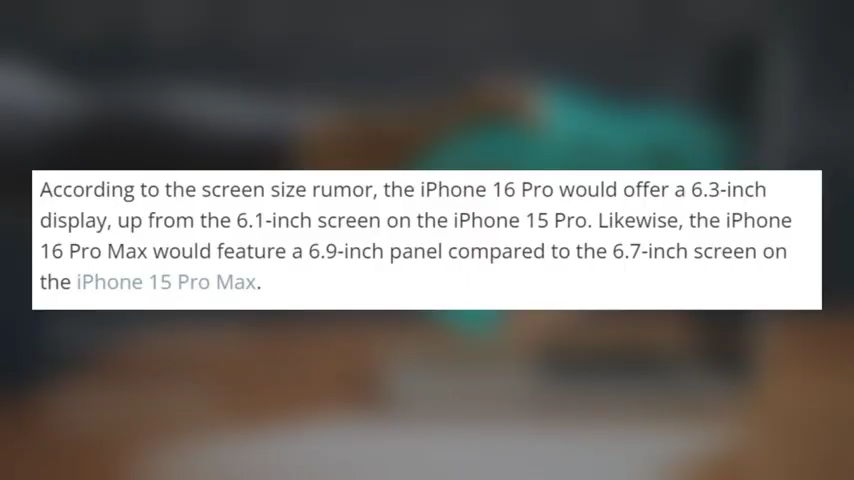 According to the screen size rumor, the iPhone 16 Pro would offer a 6.3-inch
display, up from the 6.1-inch screen on the iPhone 15 Pro. Likewise, the iPhone
16 Pro Max would feature a 6.9-inch panel compared to the 6.7-inch screen on
the iPhone 15 Pro Max.